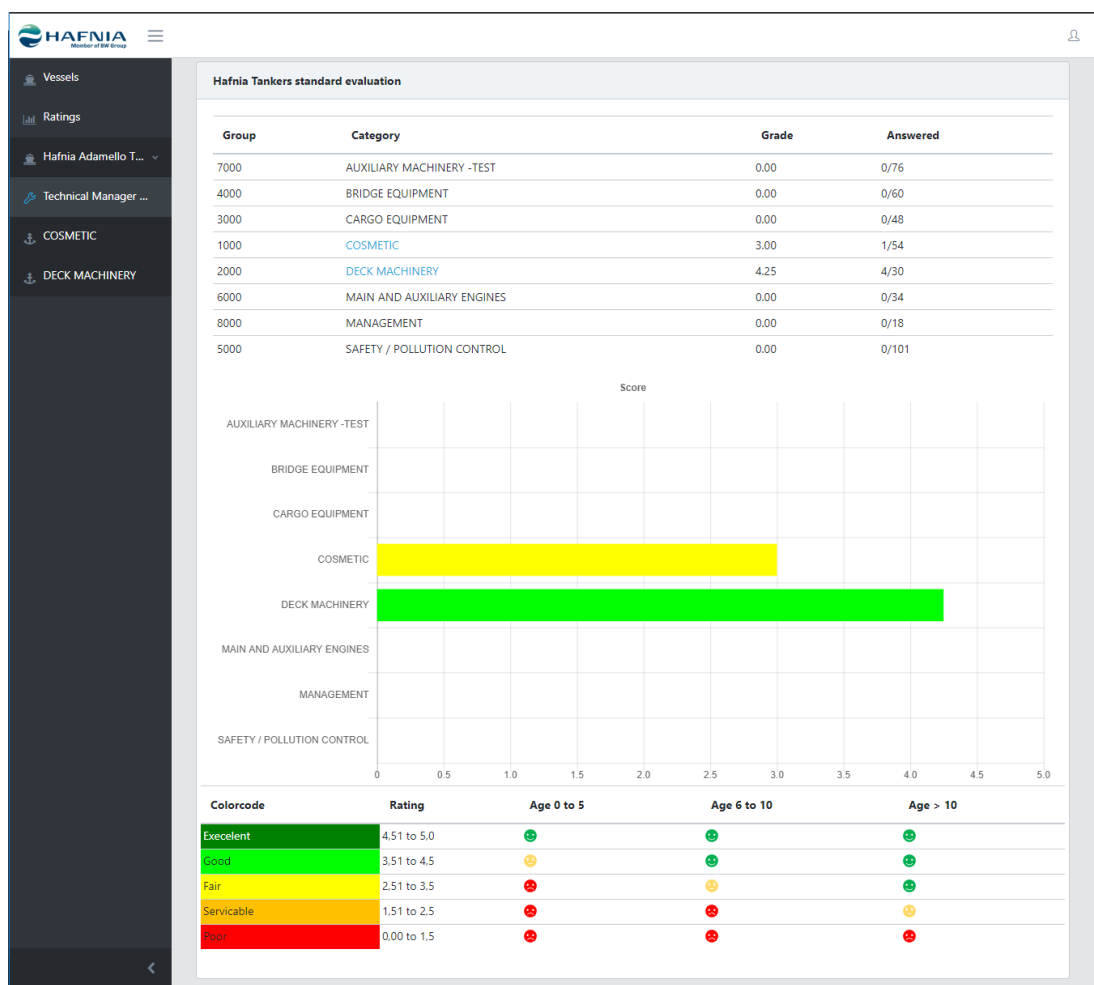 HAFNIA
Member of BW Group
Vessels
Ratings
Hafnia Adamello T...
Technical Manager ...
COSMETIC
DECK MACHINERY
Hafnia Tankers standard evaluation
Group Category Grade Answered
7000 AUXILIARY MACHINERY -TEST 0.00 0/76
4000 BRIDGE EQUIPMENT 0.00 0/60
3000 CARGO EQUIPMENT 0.00 0/48
1000 COSMETIC 3.00 1/54
2000 DECK MACHINERY 4.25 4/30
6000 MAIN AND AUXILIARY ENGINES 0.00 0/34
8000 MANAGEMENT 0.00 0/18
5000 SAFETY / POLLUTION CONTROL 0.00 0/101
Score
AUXILIARY MACHINERY -TEST
BRIDGE EQUIPMENT
CARGO EQUIPMENT
COSMETIC
DECK MACHINERY
MAIN AND AUXILIARY ENGINES
MANAGEMENT
SAFETY / POLLUTION CONTROL
0 0.5 1.0 1.5 2.0 2.5 3.0 3.5 4.0 4.5 5.0
Colorcode Rating Age 0 to 5 Age 6 to 10 Age > 10
Execelent 4,51 to 5,0
Good 3,51 to 4,5
Fair 2,51 to 3,5
Servicable 1,51 to 2,5
Poor 0,00 to 1,5